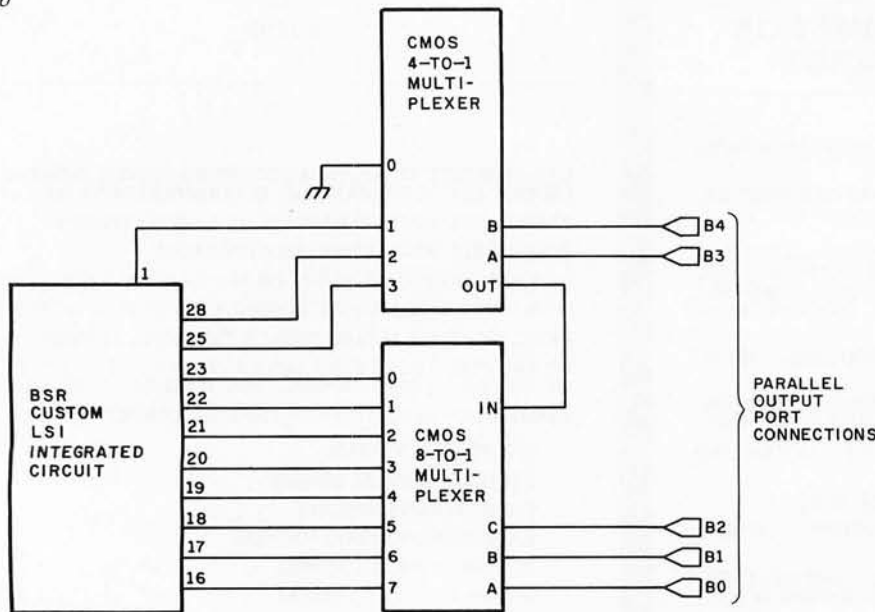 CMOS
4-TO-1
MULTI-
PLEXER
0
1
2
3
B
A
OUT
B4
B3
1
28
25
23
22
21
20
19
18
17
16
BSR
CUSTOM
LSI
INTEGRATED
CIRCUIT
0
1
2
3
4
5
6
7
IN
CMOS
8-TO-1
MULTI-
PLEXER
C
B
A
B2
B1
B0
PARALLEL
OUTPUT
PORT
CONNECTIONS